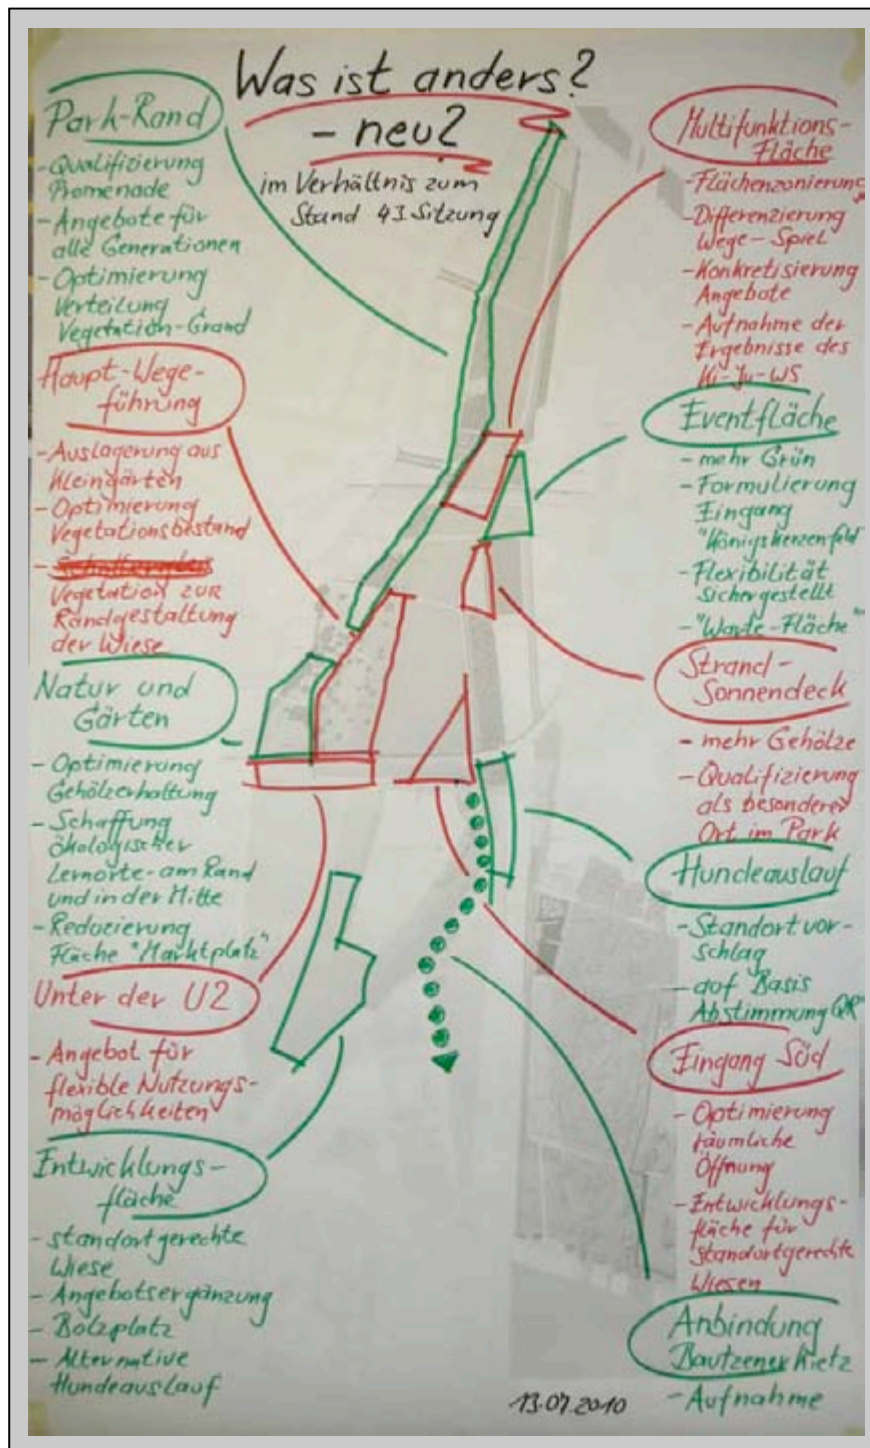 Was ist anders?
- neu?
im Verhältnis zum
Stand 43. Sitzung
Park-Rand
- Qualifizierung
Promenade
- Angebote für
alle Generationen
- Optimierung
Verteilung
Vegetation-Grand
Haupt-Wege-
führung
- Auslagerung aus
Kleingärten
- Optimierung
Vegetationsbestand
-
Vegetation zur
Randgestaltung
der Wiese
Natur und
Gärten
- Optimierung
Gehölzerhaltung
- Schaffung
ökologischer
Lernorte-am Rand
und in der Mitte
- Reduzierung
Fläche "Marktplatz"
Unter der U2
- Angebot für
flexible Nutzungs-
möglichkeiten
Entwicklungs-
fläche
- standortgerechte
Wiese
- Angebotsergänzung
- Bolzplatz
- Alternative
Hundeauslauf
Multifunktions-
Fläche
- Flächenzonierung
- Differenzierung
Wege-Spiel
- Konkretisierung
Angebote
- Aufnahme der
Ergebnisse des
Ki-Ju-WS
Eventfläche
- mehr Grün
- Formulierung
Eingang
"Königskerzenfeld"
- Flexibilität
sichergestellt
- "Warte-Fläche"
Strand-
Sonnendeck
- mehr Gehölze
- Qualifizierung
als besonderer
Ort im Park
Hundeauslauf
- Standortvor-
schlag
- auf Basis
Abstimmung QR
Eingang Süd
- Optimierung
räumliche
Öffnung
- Entwicklungs-
fläche für
standortgerechte
Wiesen
Anbindung
Bautzener Kietz
- Aufnahme
13.07.2010